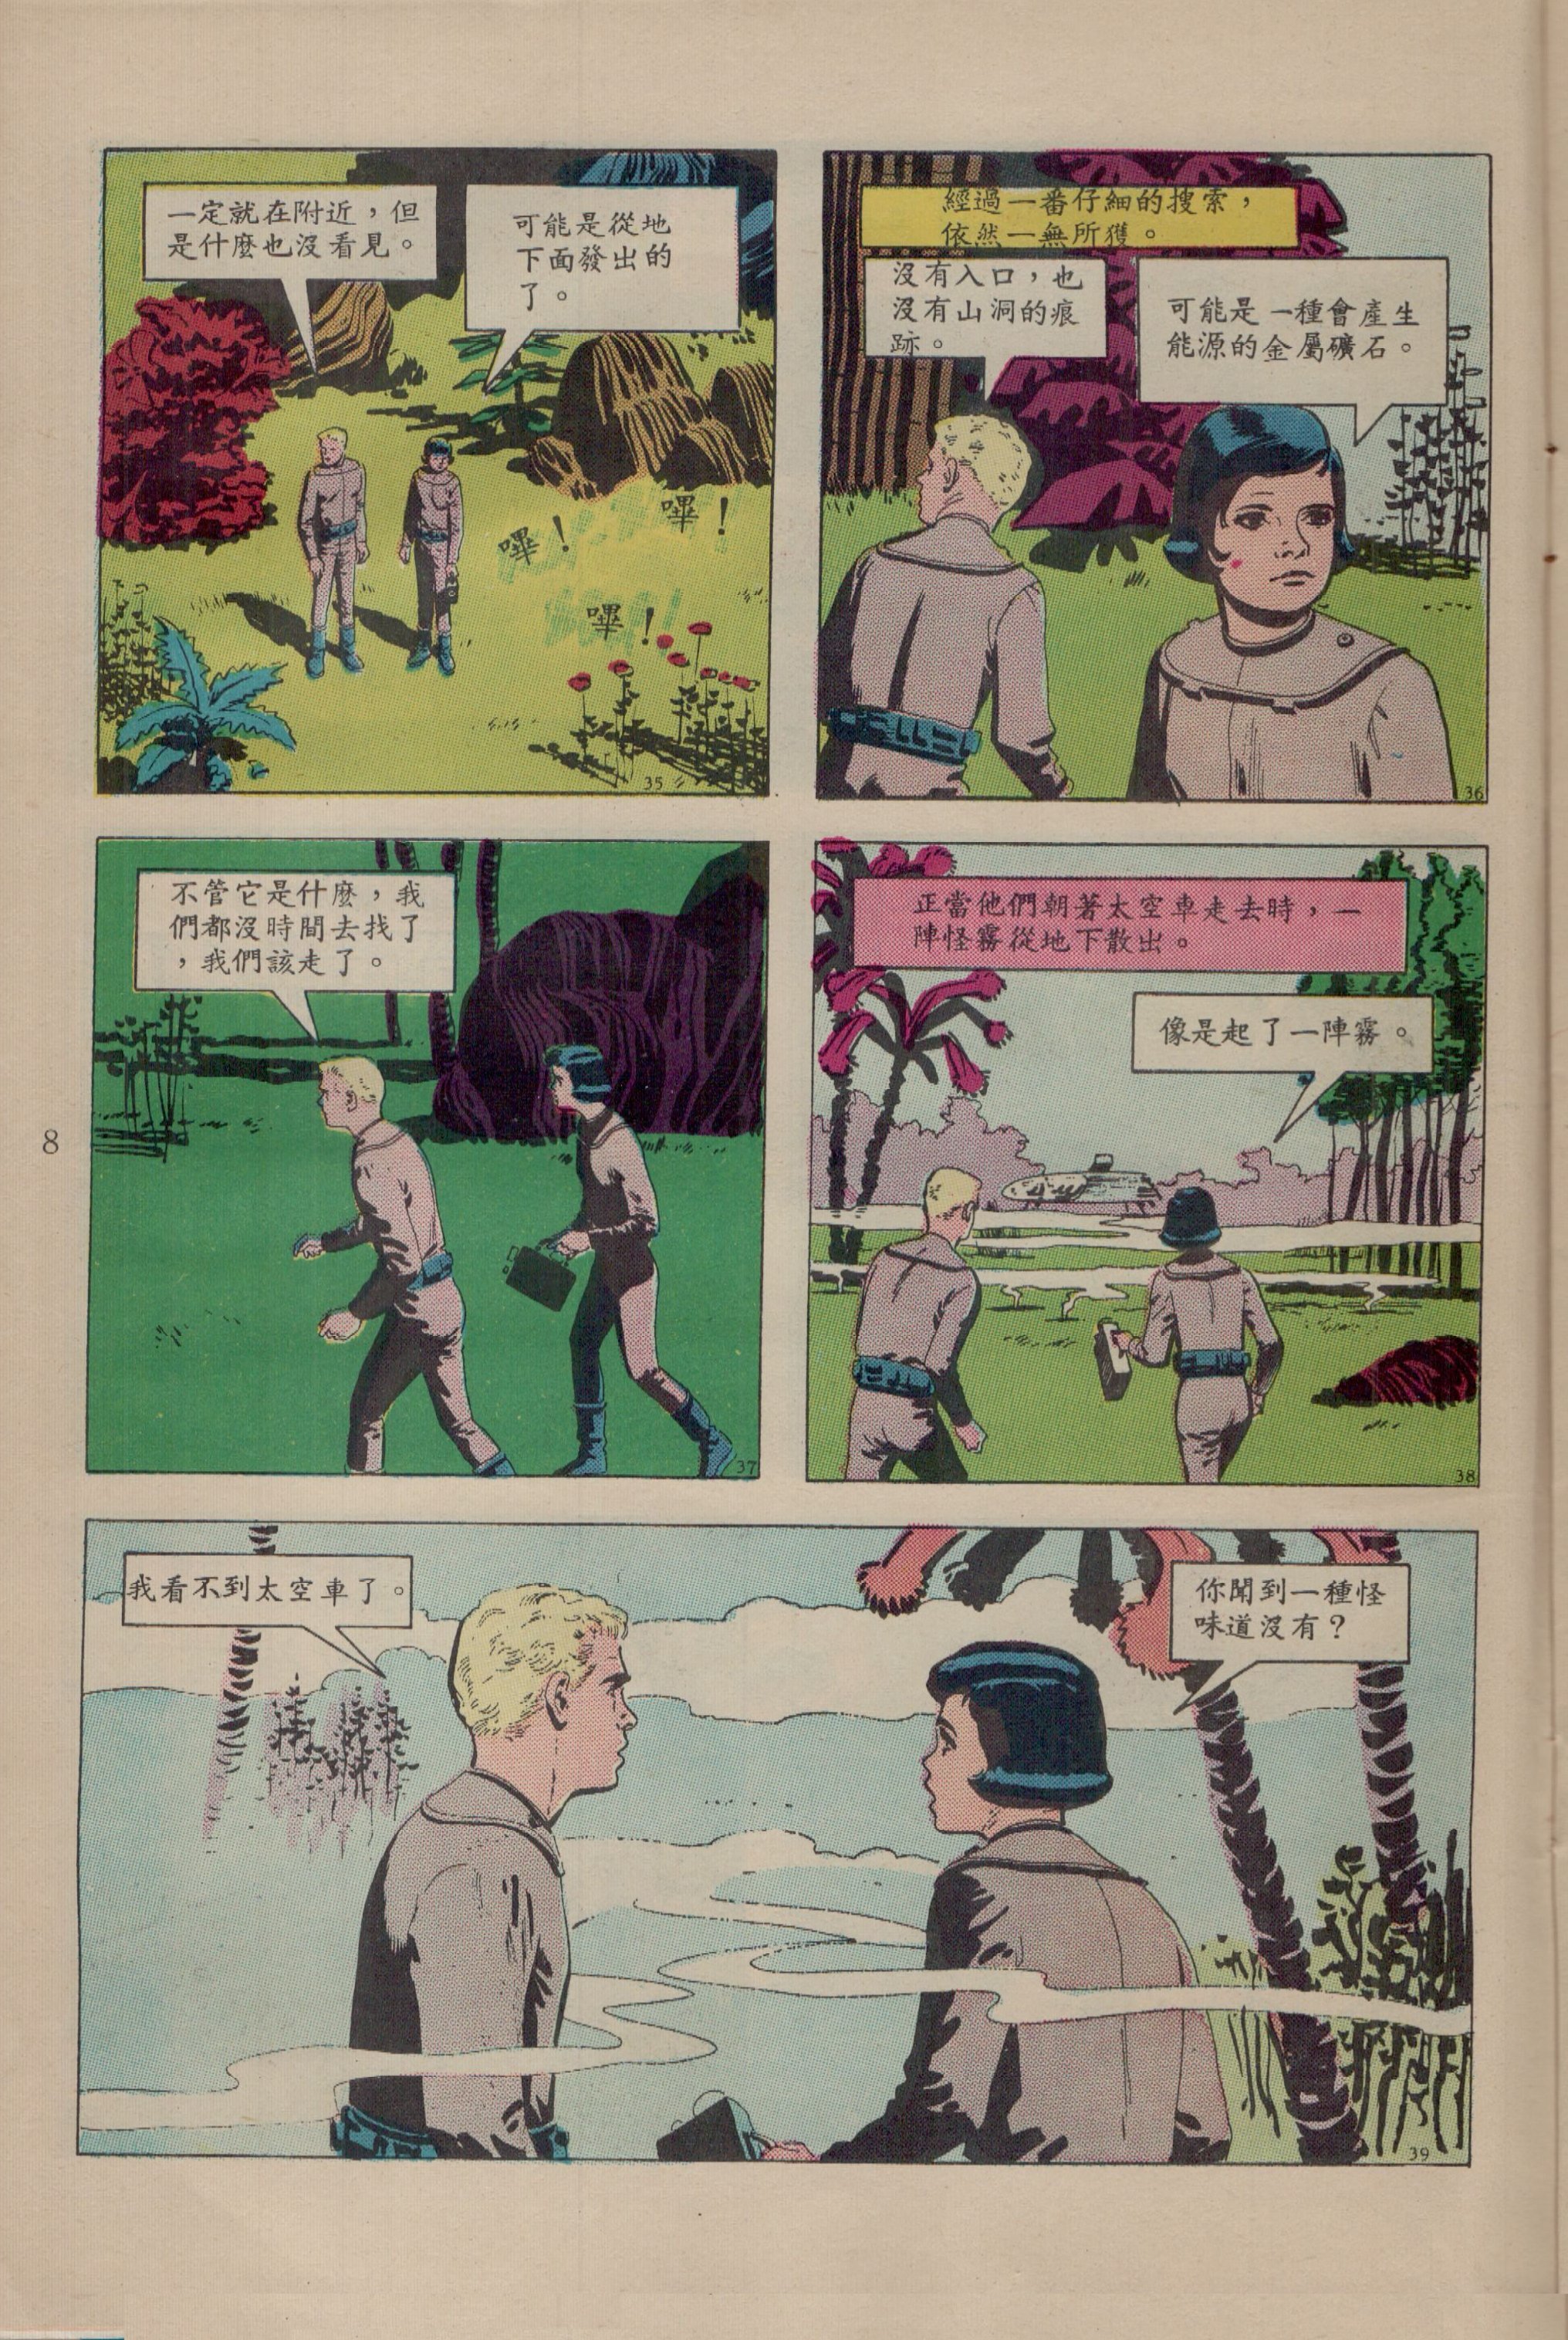 一定就在附近，但
是什麼也沒看見。
可能是從地
下面發出的
了。
嗶！
嗶！
嗶！
35
經過一番仔細的搜索，
依然一無所獲。
沒有入口，也
沒有山洞的痕
跡。
可能是一種會產生
能源的金屬礦石。
36
不管它是什麼，我
們都沒時間去找了
，我們該走了。
37
正當他們朝著太空車走去時，一
陣怪霧從地下散出。
像是起了一陣霧。
38
8
我看不到太空車了。
你聞到一種怪
味道沒有？
39